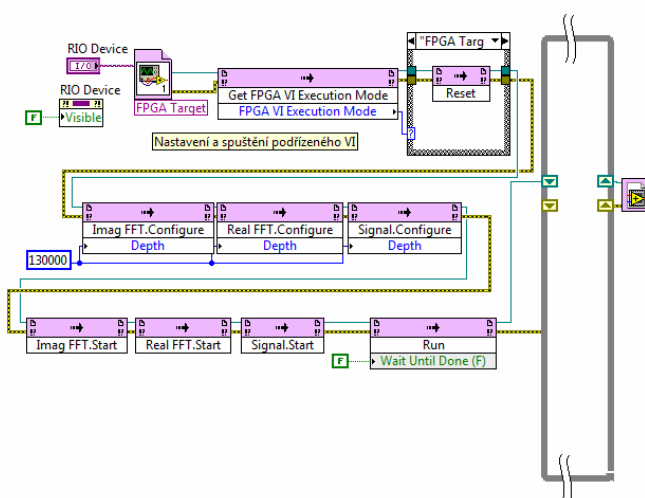 RIO Device
I/O
RIO Device
Visible
F
1
FPGA Target
Get FPGA VI Execution Mode
FPGA VI Execution Mode
"FPGA Targ
Reset
?
Nastavení a spuštění podřízeného VI
Imag FFT.Configure
Depth
Real FFT.Configure
Depth
Signal.Configure
Depth
130000
Imag FFT.Start
Real FFT.Start
Signal.Start
Run
Wait Until Done (F)
F